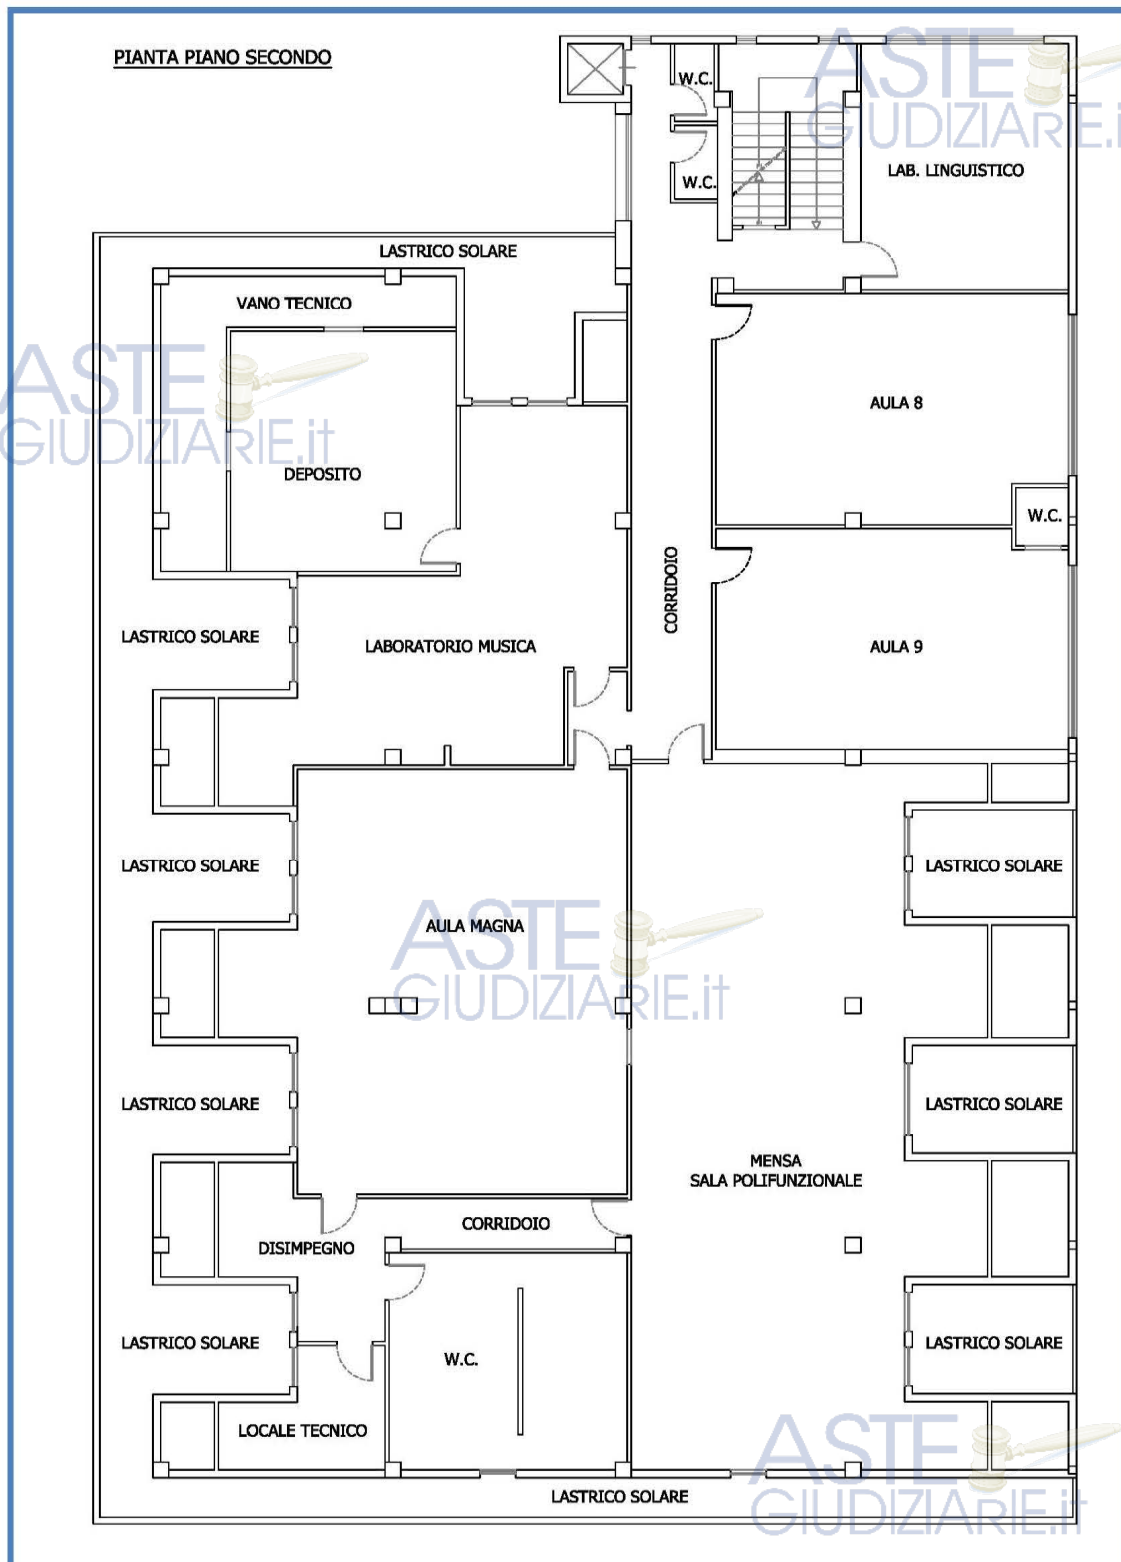 PIANTA PIANO SECONDO
ASTE
GIUDIZIARIE.it
W.C.
W.C.
LAB. LINGUISTICO
LASTRICO SOLARE
VANO TECNICO
ASTE
GIUDIZIARIE.it
AULA 8
DEPOSITO
W.C.
CORRIDOIO
LASTRICO SOLARE
LABORATORIO MUSICA
AULA 9
LASTRICO SOLARE
LASTRICO SOLARE
AULA MAGNA
ASTE
GIUDIZIARIE.it
LASTRICO SOLARE
LASTRICO SOLARE
MENSA
SALA POLIFUNZIONALE
CORRIDOIO
DISIMPEGNO
LASTRICO SOLARE
LASTRICO SOLARE
W.C.
LOCALE TECNICO
ASTE
GIUDIZIARIE.it
LASTRICO SOLARE